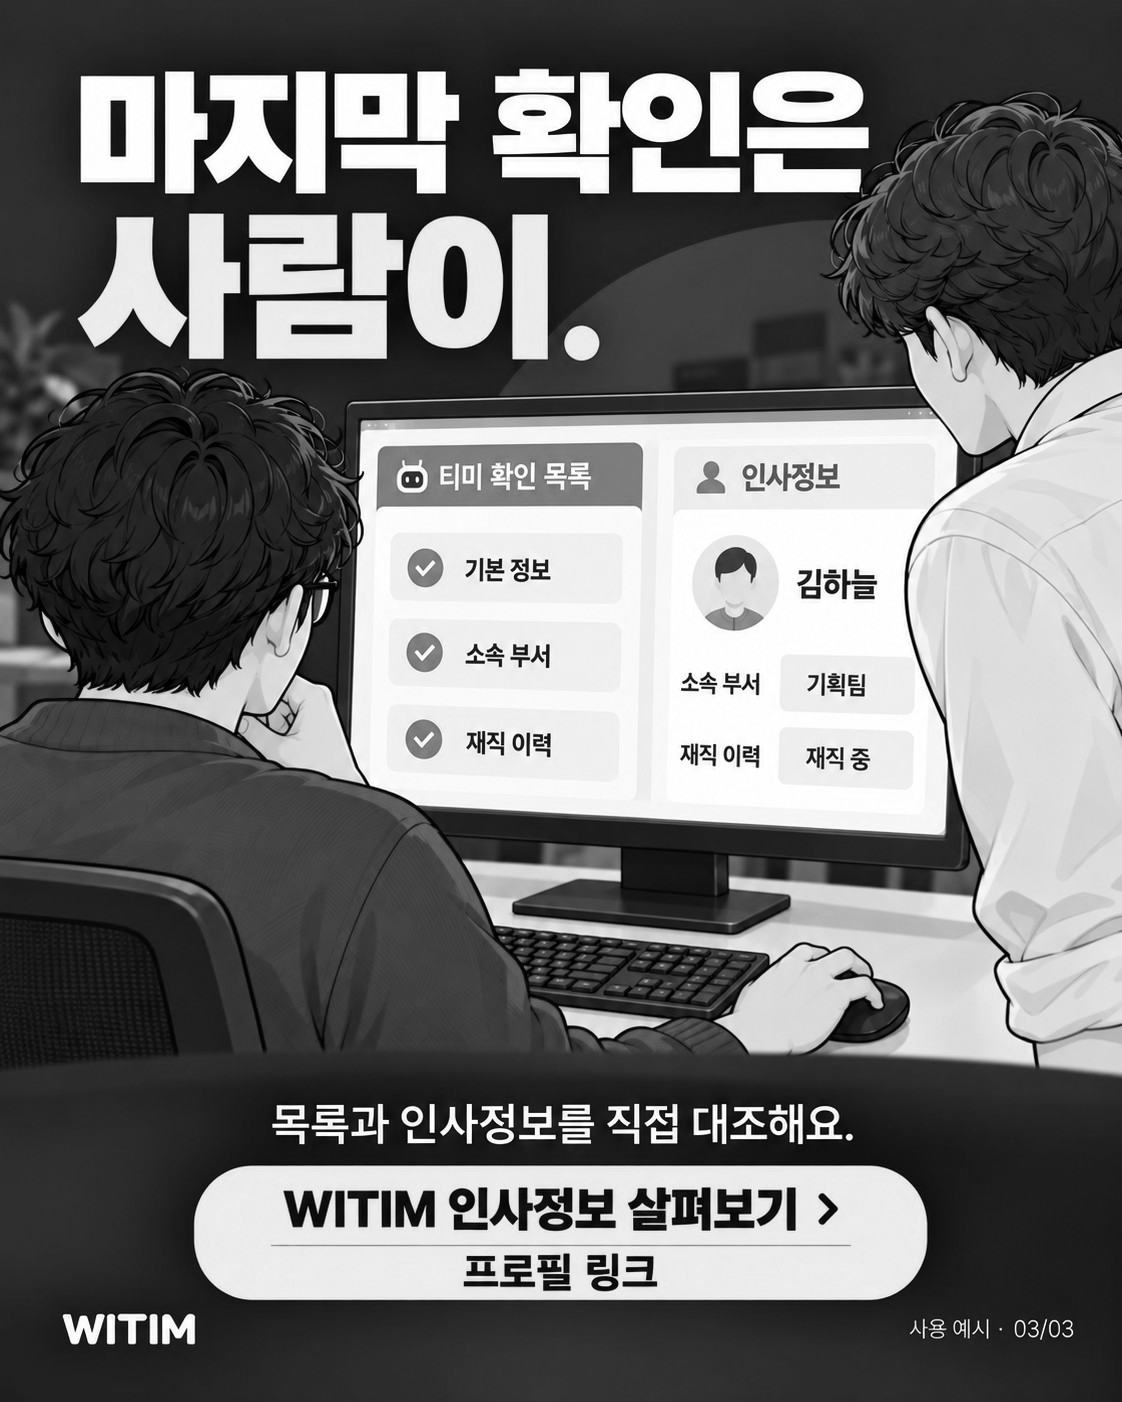 마지막 확인은
사람이.
티미 확인 목록
기본 정보
소속 부서
재직 이력
인사정보
김하늘
소속 부서 기획팀
재직 이력 재직 중
목록과 인사정보를 직접 대조해요.
WITIM 인사정보 살펴보기 >
프로필 링크
WITIM
사용 예시 · 03/03